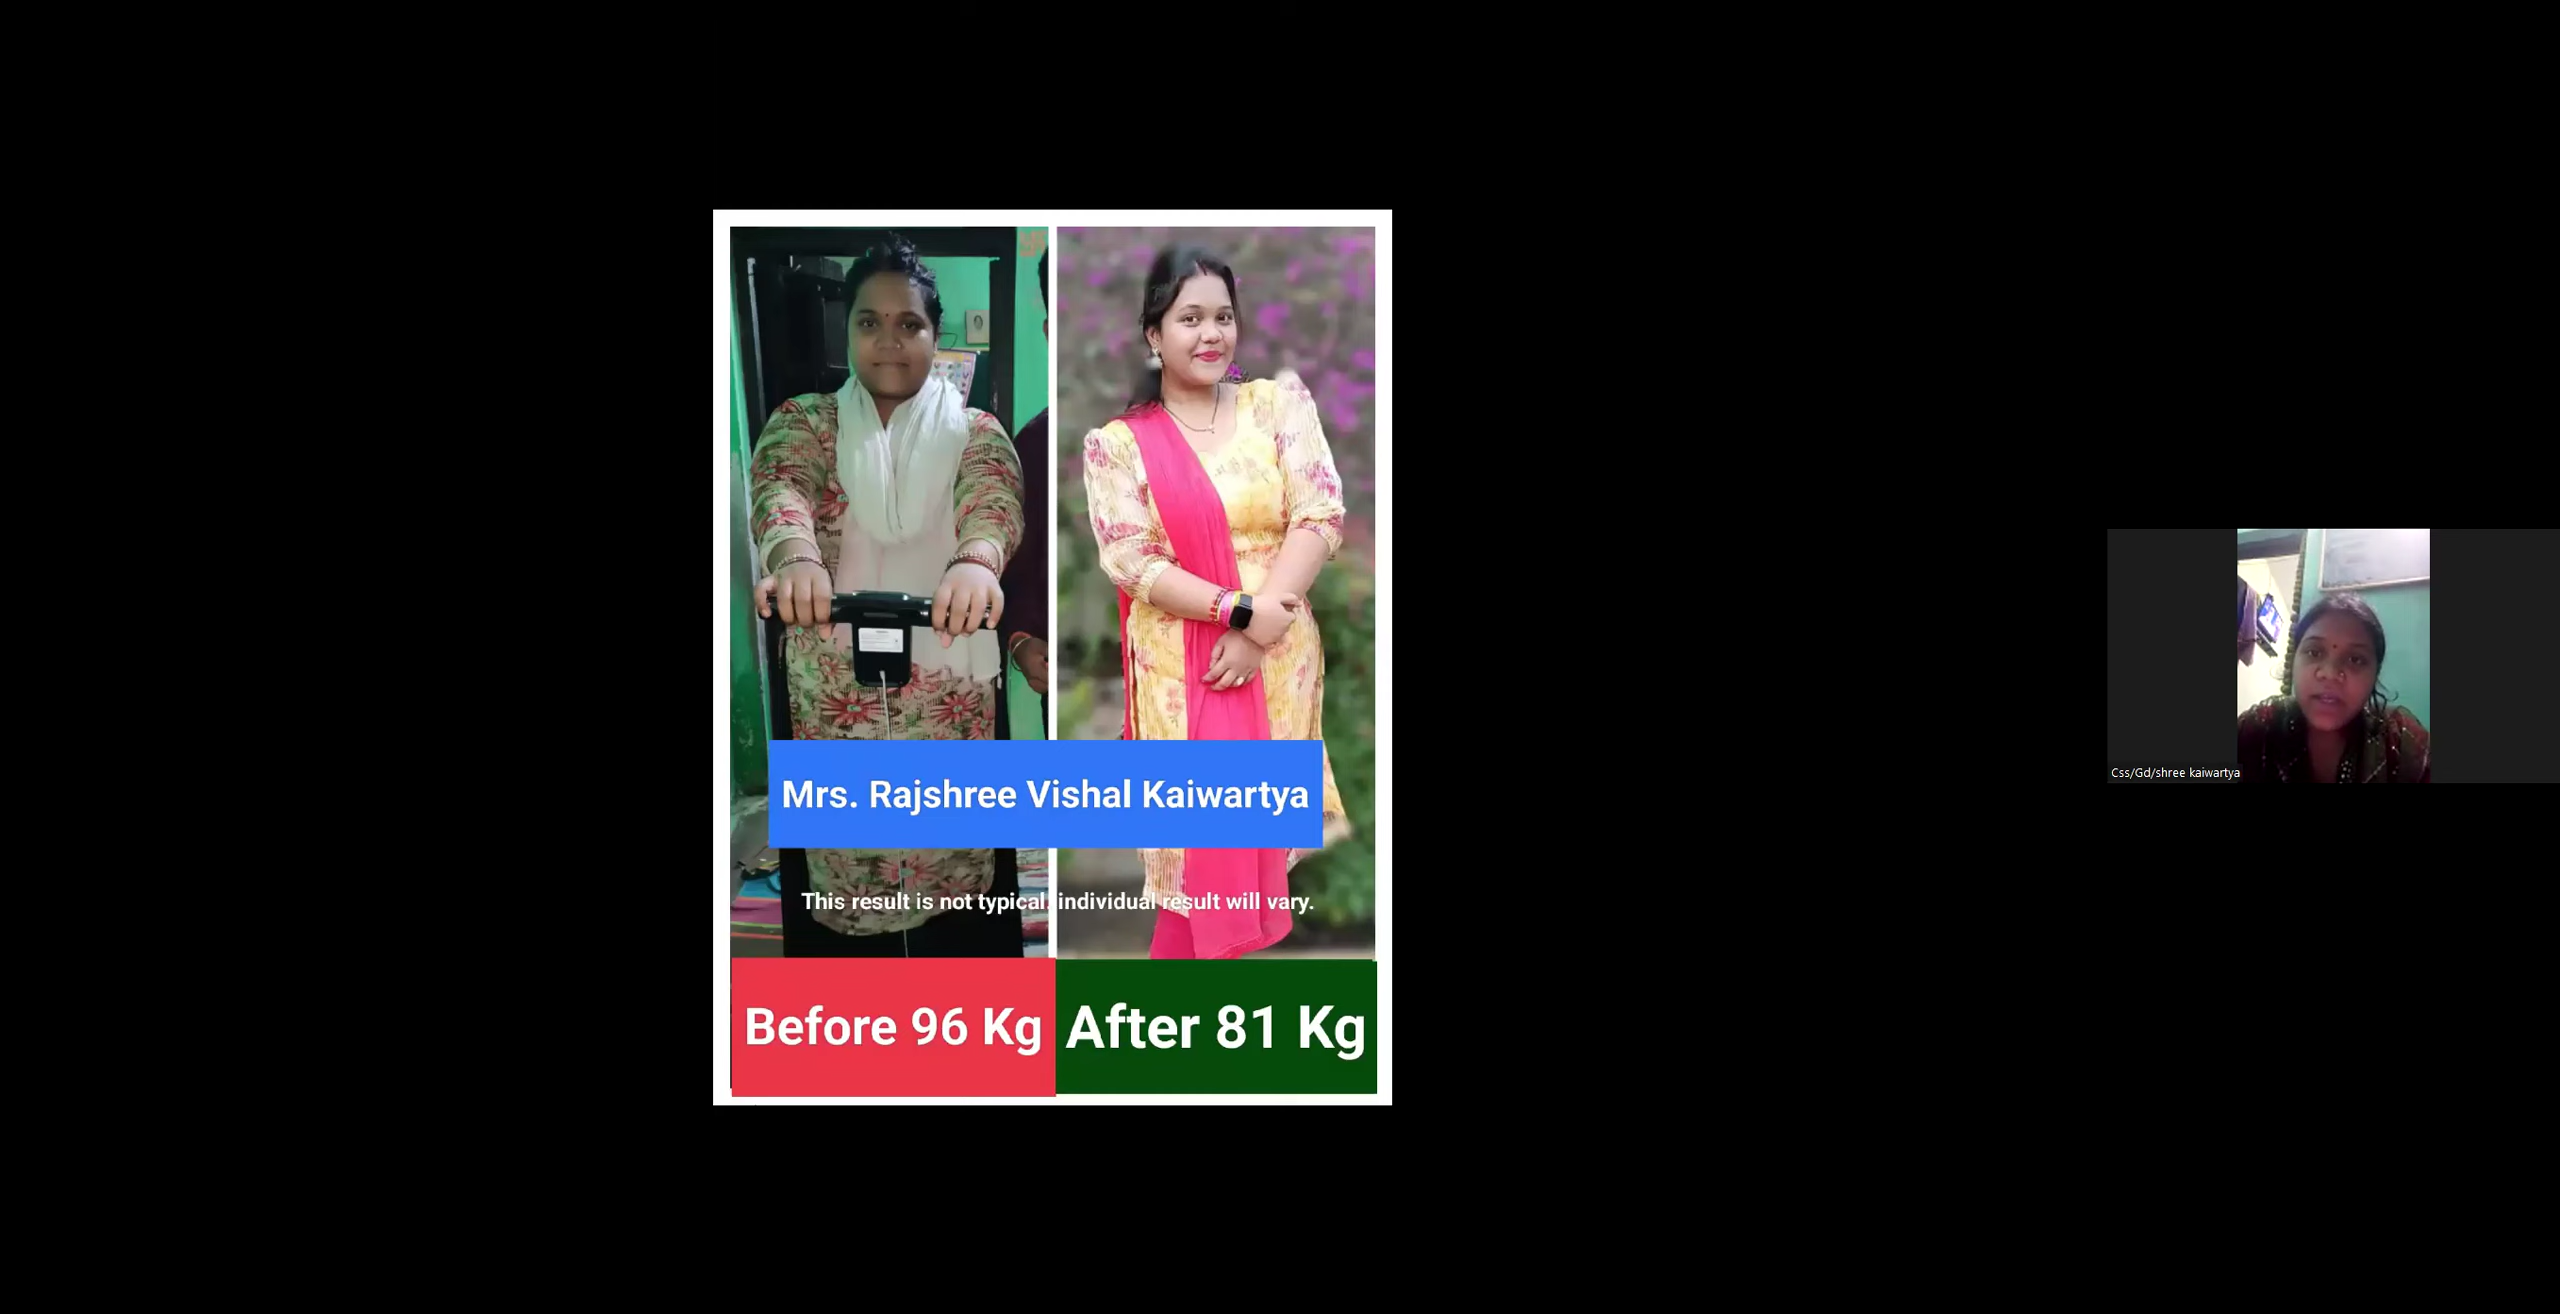 Mrs. Rajshree Vishal Kaiwartya
This result is not typical, individual result will vary.
Before 96 Kg
After 81 Kg
Css/Gd/shree kaiwartya